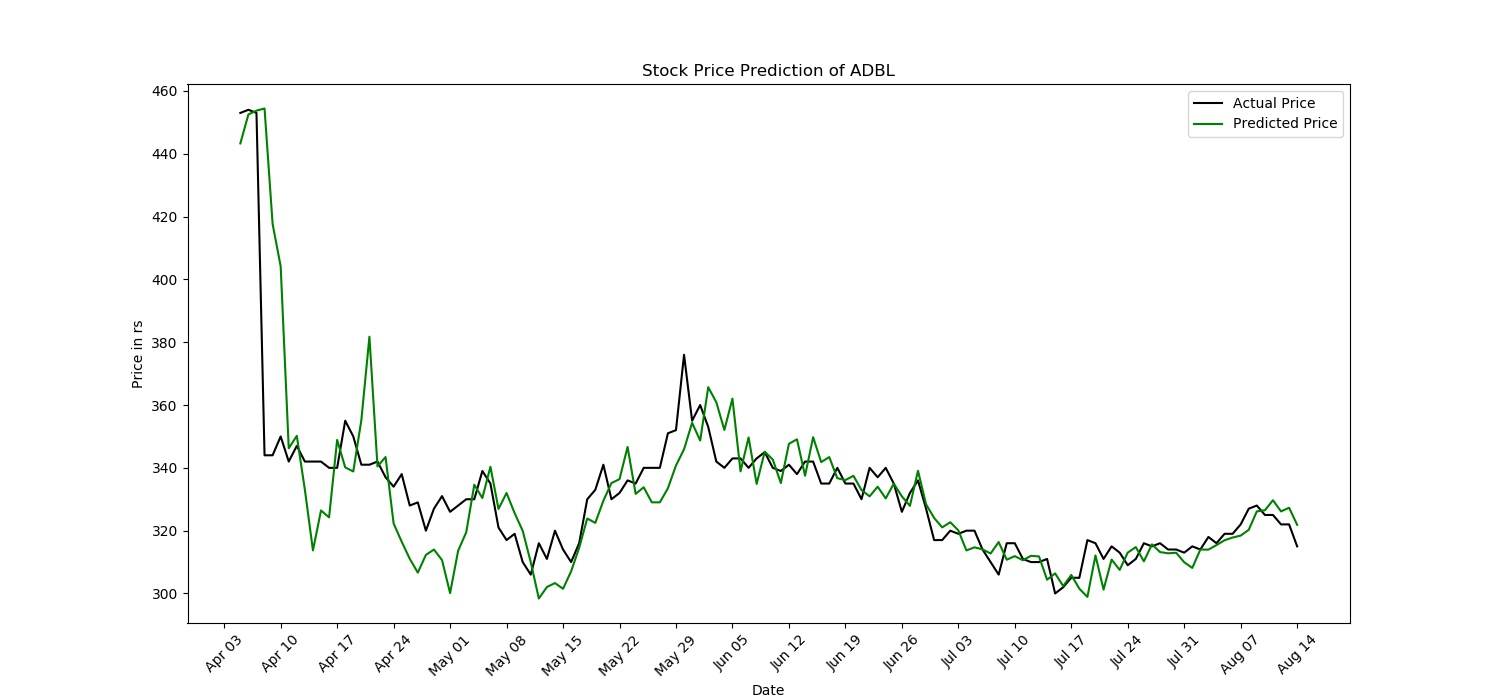 Stock Price Prediction of ADBL
Actual Price
Predicted Price
460
440
420
400
380
360
340
320
300
Price in rs
Apr 03
Apr 10
Apr 17
Apr 24
May 01
May 08
May 15
May 22
May 29
Jun 05
Jun 12
Jun 19
Jun 26
Jul 03
Jul 10
Jul 17
Jul 24
Jul 31
Aug 07
Aug 14
Date